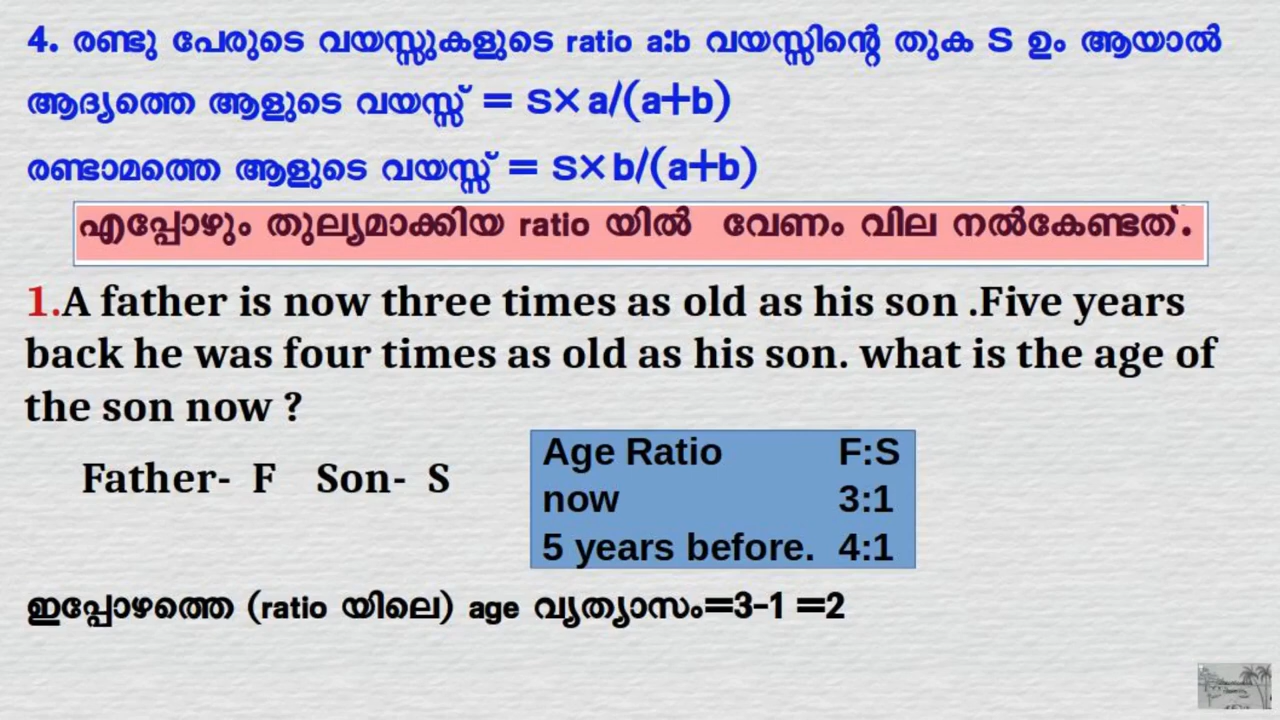 4. രണ്ടു പേരുടെ വയസ്സുകളുടെ ratio a:b വയസ്സിന്റെ തുക S ഉം ആയാൽ
ആദ്യത്തെ ആളുടെ വയസ്സ് = S×a/(a+b)
രണ്ടാമത്തെ ആളുടെ വയസ്സ് = S×b/(a+b)
എപ്പോഴും തുല്യമാക്കിയ ratio യിൽ വേണം വില നൽകേണ്ടത്.
1.A father is now three times as old as his son .Five years
back he was four times as old as his son. what is the age of
the son now ?
Father- F Son- S
Age Ratio F:S
now 3:1
5 years before. 4:1
ഇപ്പോഴത്തെ (ratio യിലെ) age വ്യത്യാസം=3-1 =2